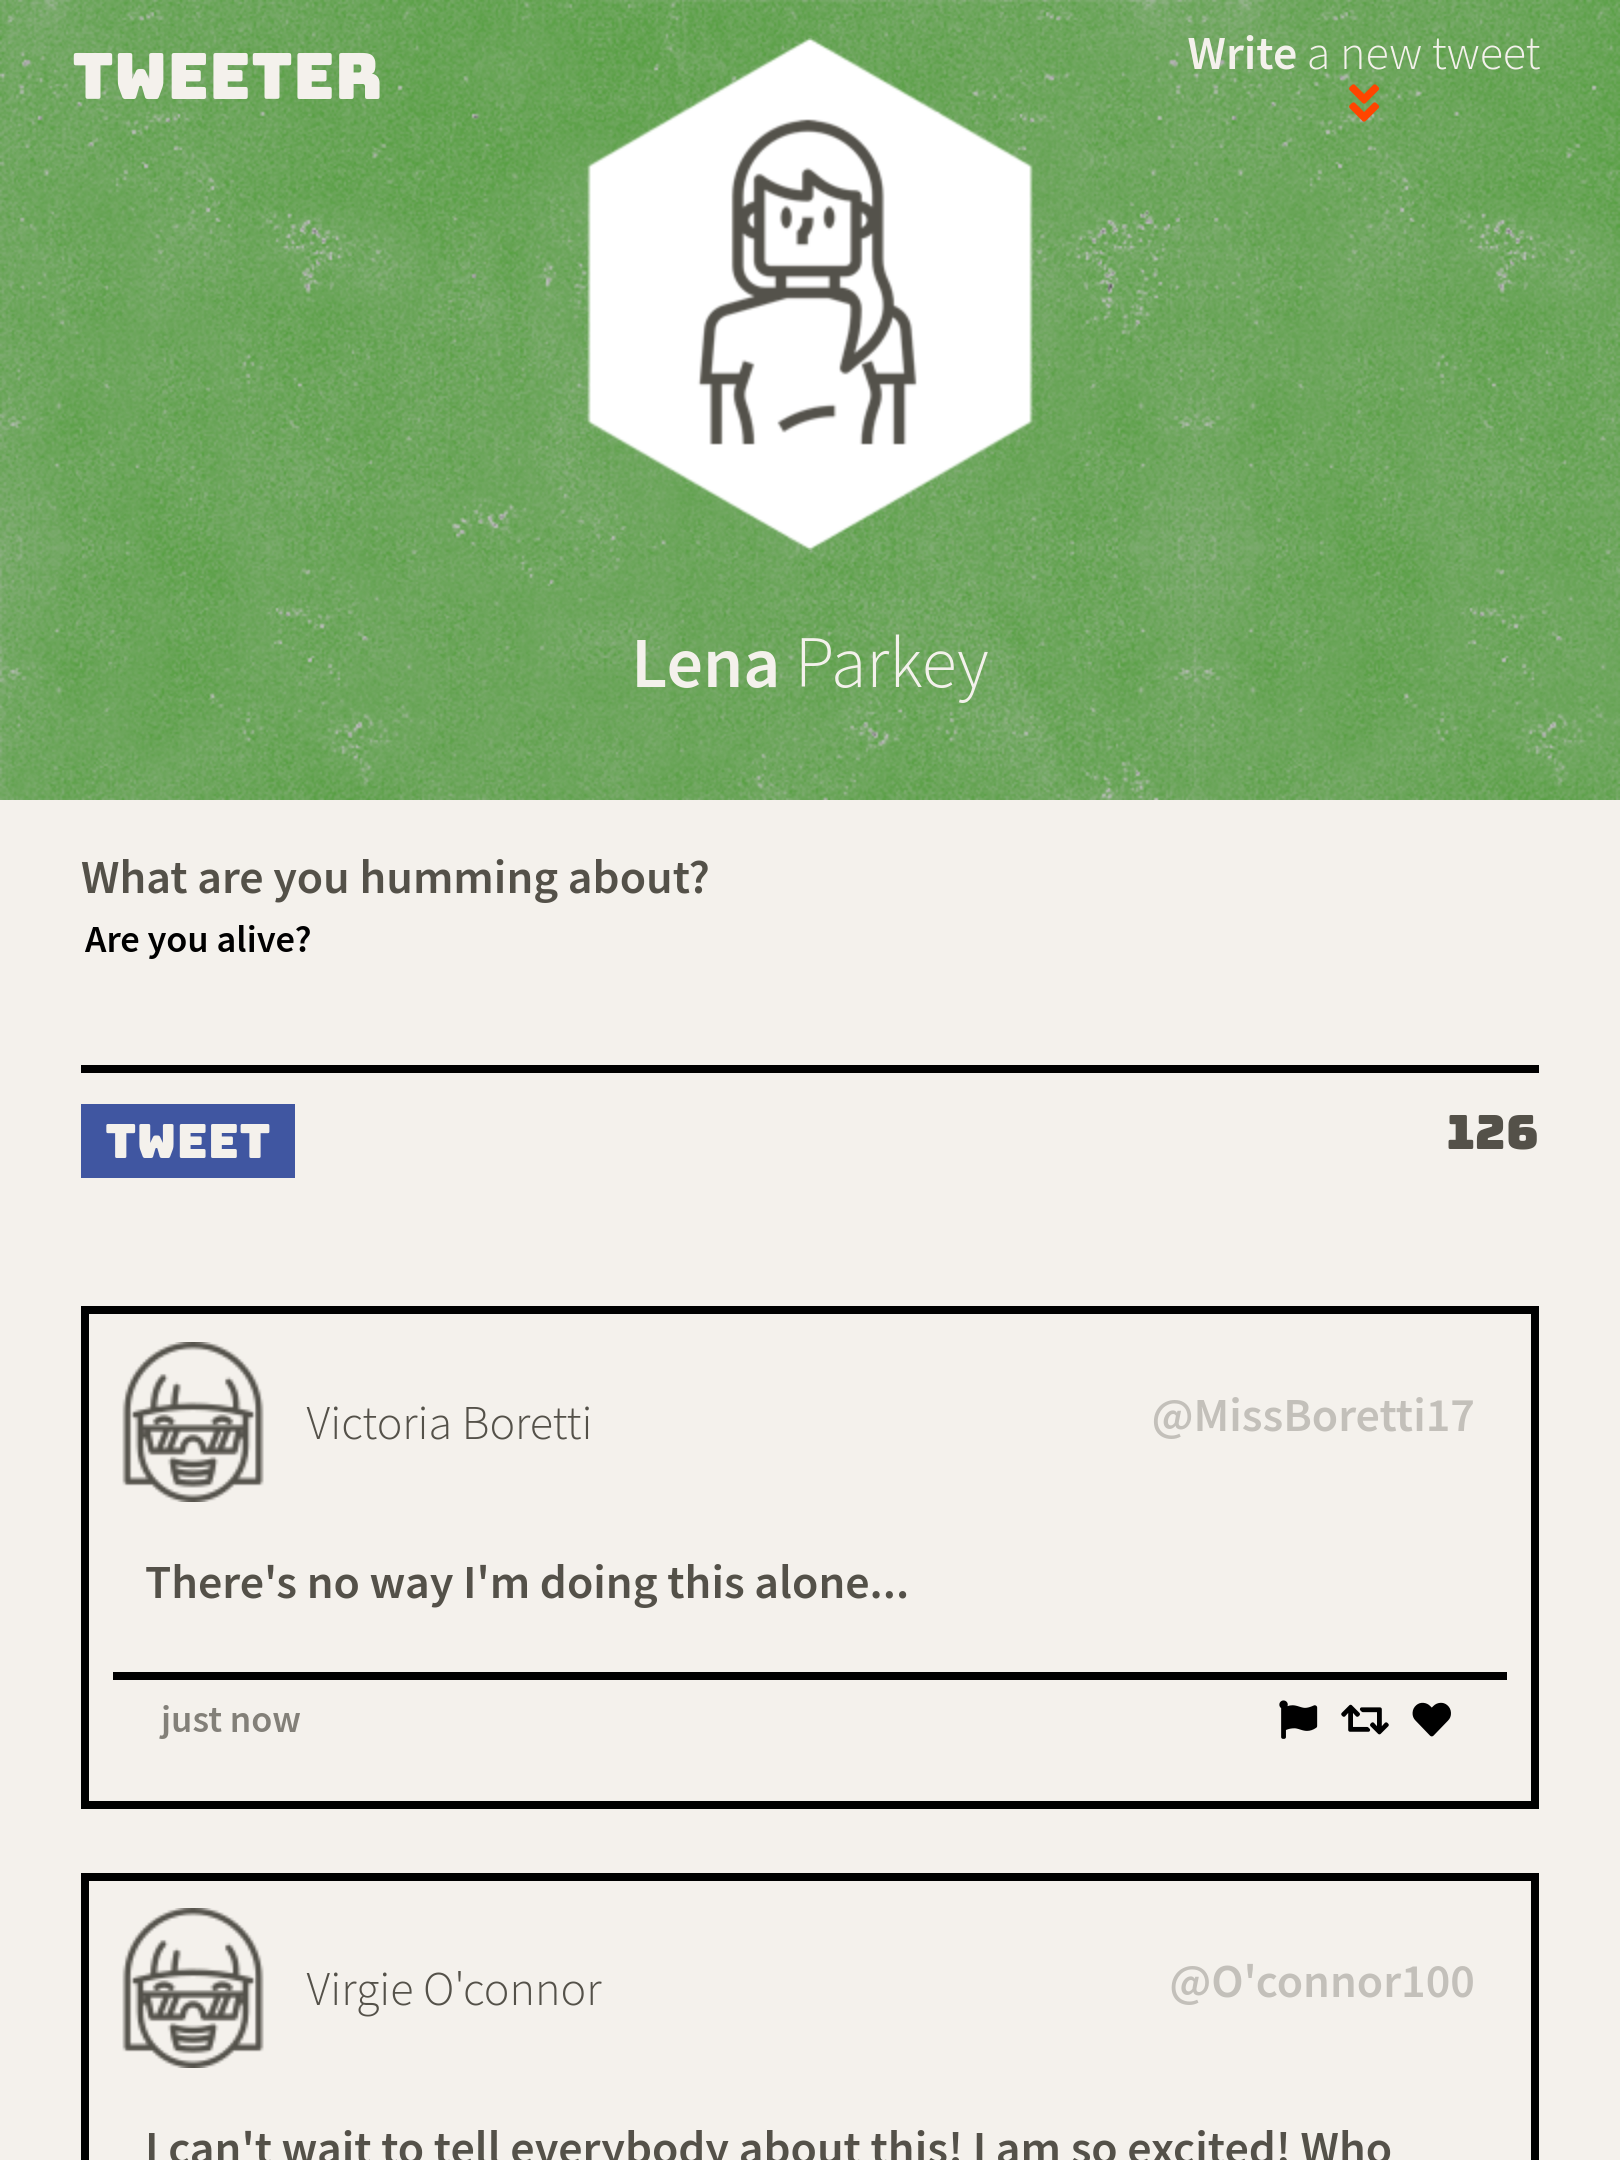 TWEETER
Write a new tweet
Lena Parkey
What are you humming about?
Are you alive?
TWEET
126
Victoria Boretti
@MissBoretti17
There's no way I'm doing this alone...
just now
Virgie O'connor
@O'connor100
I can't wait to tell everybody about this! I am so excited! Who